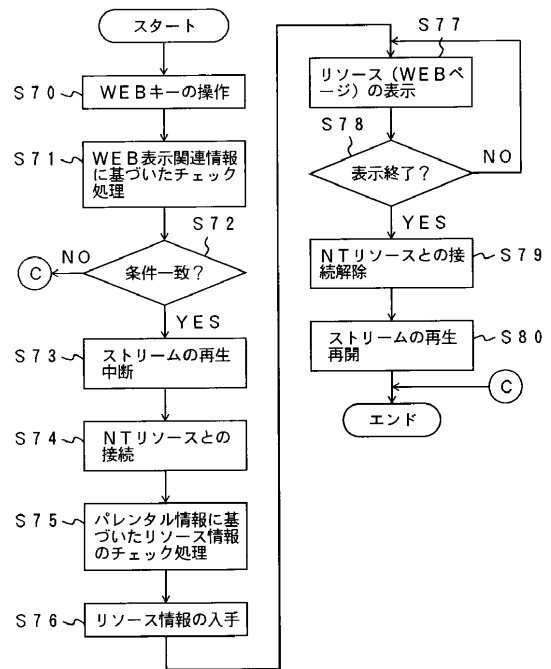 スタート
S70
WEBキーの操作
S71
WEB表示関連情報
に基づいたチェック
処理
S72
条件一致?
NO
C
YES
S73
ストリームの再生
中断
S74
NTリソースとの
接続
S75
パレンタル情報に基
づいたリソース情報
のチェック処理
S76
リソース情報の入手
S77
リソース(WEBペ
ージ)の表示
S78
表示終了?
NO
YES
S79
NTリソースとの接
続解除
S80
ストリームの再生
再開
C
エンド